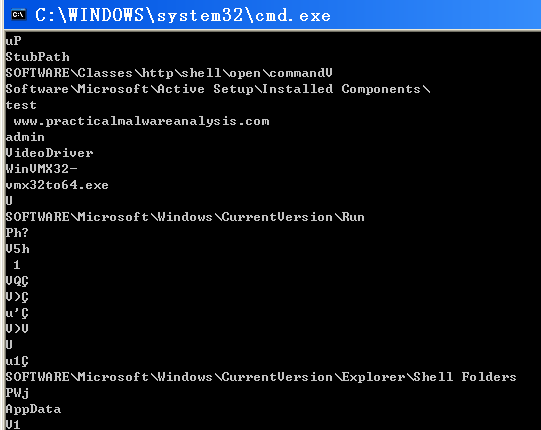 C:\WINDOWS\system32\cmd.exe
uP
StubPath
SOFTWARE\Classes\http\shell\open\commandV
Software\Microsoft\Active Setup\Installed Components\
test
www.practicalmalwareanalysis.com
admin
VideoDriver
WinVMX32-
vmx32to64.exe
U
SOFTWARE\Microsoft\Windows\CurrentVersion\Run
Ph?
V5h
1
VQÇ
V>Ç
u'Ç
U>V
U
u1Ç
SOFTWARE\Microsoft\Windows\CurrentVersion\Explorer\Shell Folders
PWj
AppData
V1